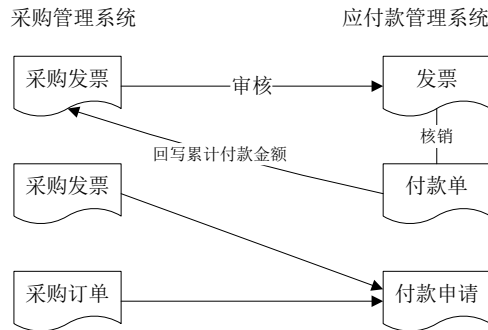 采购管理系统
应付款管理系统
采购发票
审核
发票
核销
回写累计付款金额
采购发票
付款单
采购订单
付款申请